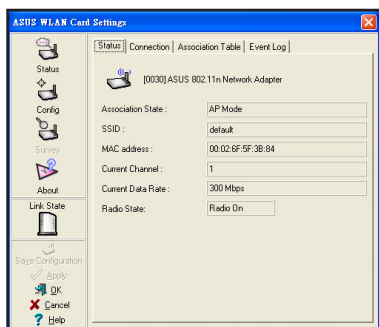 ASUS WLAN Card Settings
Status
Config
Survey
About
Link State
Save Configuration
Apply
OK
Cancel
Help
Status Connection Association Table Event Log
[0030] ASUS 802.11n Network Adapter
Association State : AP Mode
SSID : default
MAC address : 00:02:6F:5F:3B:84
Current Channel : 1
Current Data Rate : 300 Mbps
Radio State: Radio On